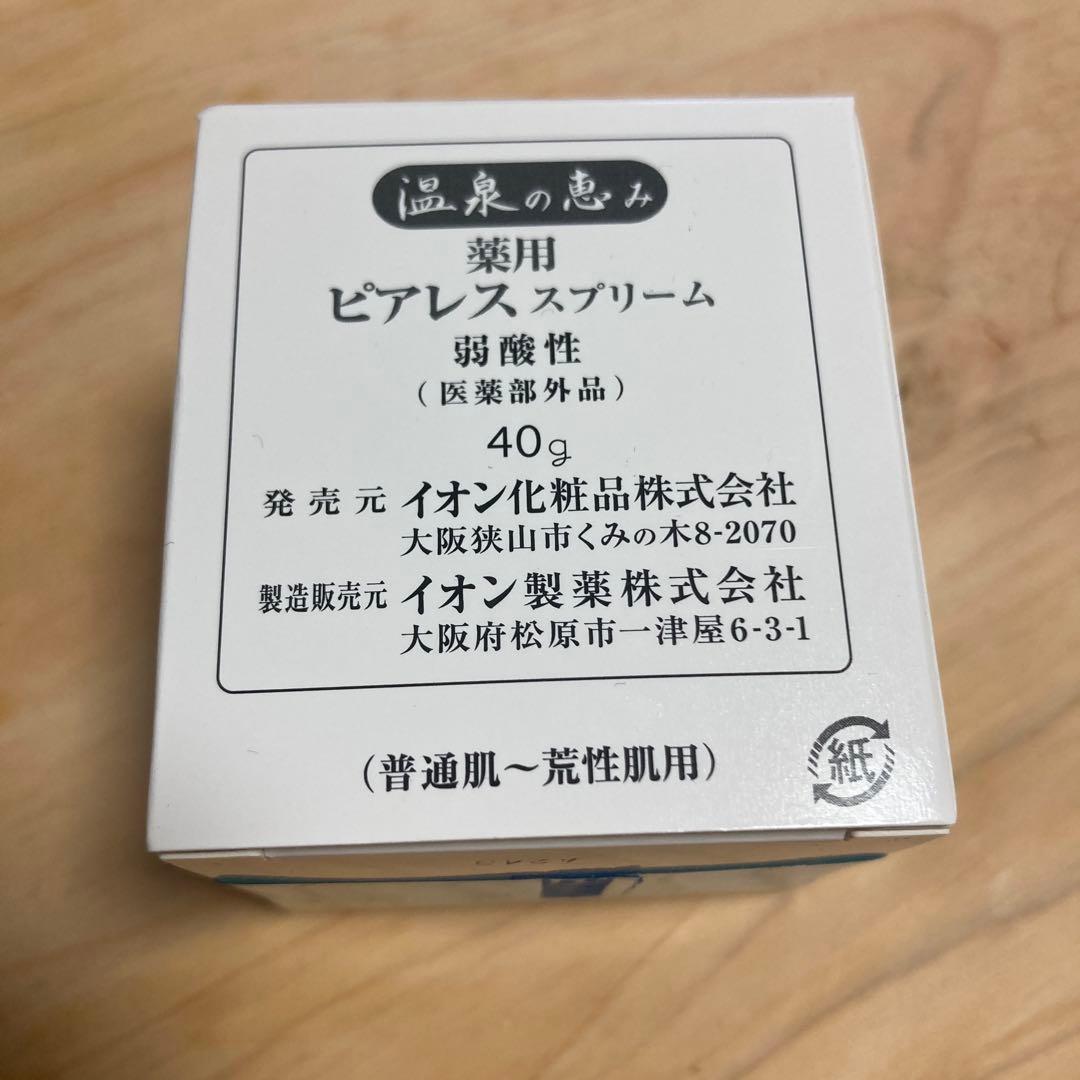 温泉の恵み
薬用
ピアレス スプリーム
弱酸性
(医薬部外品)
40g
発売元 イオン化粧品株式会社
大阪狭山市くみの木8-2070
製造販売元 イオン製薬株式会社
大阪府松原市一津屋6-3-1
(普通肌〜荒性肌用)
紙